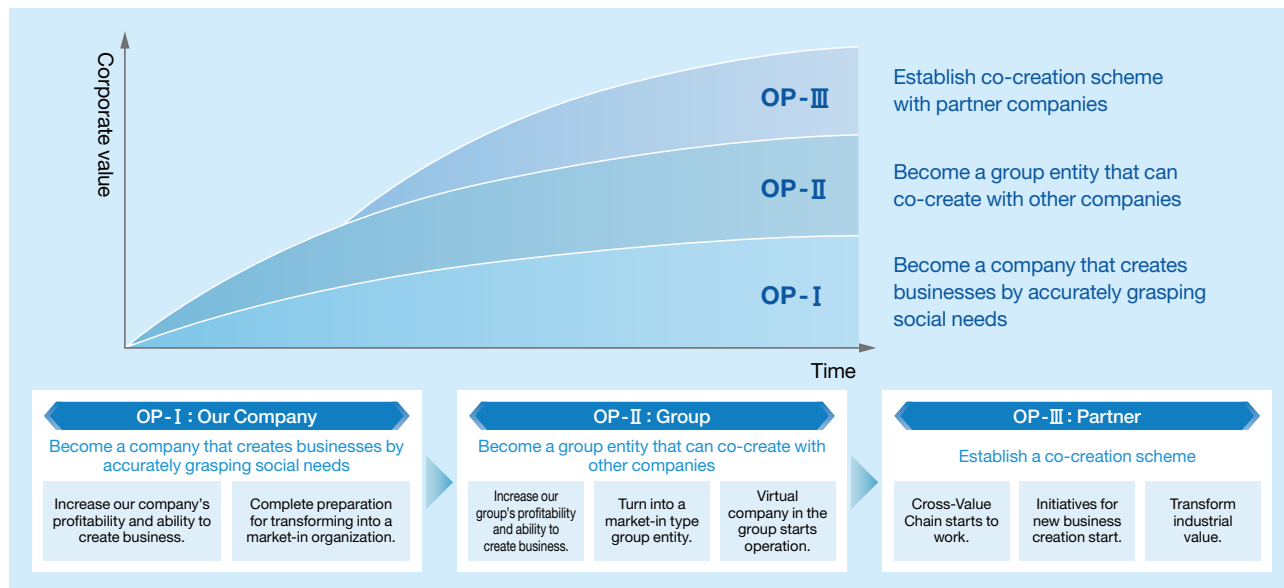 Corporate value
OP-Ⅲ
Establish co-creation scheme
with partner companies
OP-Ⅱ
Become a group entity that can
co-create with other companies
OP-Ⅰ
Become a company that creates
businesses by accurately grasping
social needs
Time
OP-Ⅰ: Our Company
Become a company that creates businesses by
accurately grasping social needs
Increase our company's
profitability and ability to
create business.
Complete preparation
for transforming into a
market-in organization.
OP-Ⅱ: Group
Become a group entity that can co-create with
other companies
Increase our
group's profitability
and ability to
create business.
Turn into a
market-in type
group entity.
Virtual
company in the
group starts
operation.
OP-Ⅲ: Partner
Establish a co-creation scheme
Cross-Value
Chain starts to
work.
Initiatives for
new business
creation start.
Transform
industrial
value.